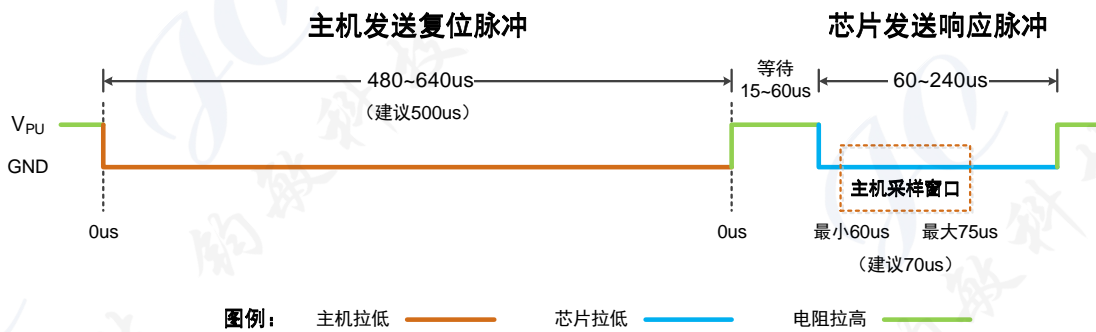 主机发送复位脉冲
芯片发送响应脉冲
480~640us
（建议500us）
等待
15~60us
60~240us
VPU
GND
主机采样窗口
0us
0us
最小60us
最大75us
（建议70us）
图例：
主机拉低
芯片拉低
电阻拉高